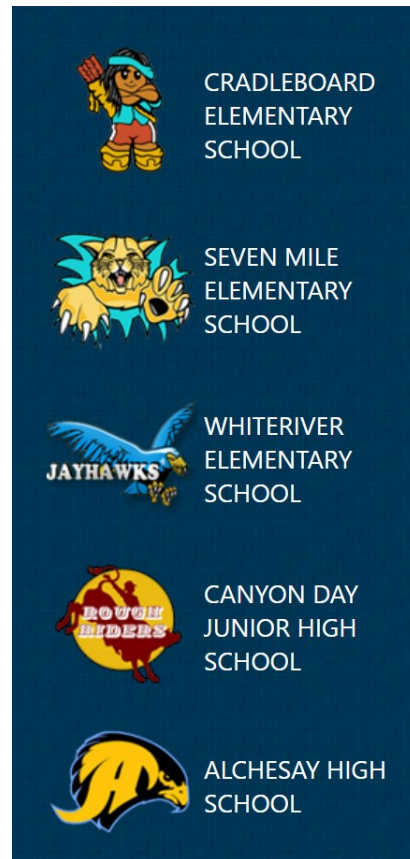 CRADLEBOARD
ELEMENTARY
SCHOOL
SEVEN MILE
ELEMENTARY
SCHOOL
JAYHAWKS
WHITERIVER
ELEMENTARY
SCHOOL
ROUGH
RIDERS
CANYON DAY
JUNIOR HIGH
SCHOOL
A
ALCHESAY HIGH
SCHOOL